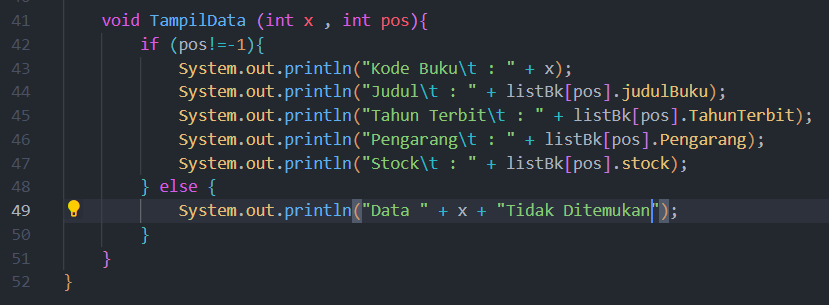 41 void TampilData (int x , int pos){
42 if (pos!=-1){
43 System.out.println("Kode Buku\t : " + x);
44 System.out.println("Judul\t : " + listBk[pos].judulBuku);
45 System.out.println("Tahun Terbit\t : " + listBk[pos].TahunTerbit);
46 System.out.println("Pengarang\t : " + listBk[pos].Pengarang);
47 System.out.println("Stock\t : " + listBk[pos].stock);
48 } else {
49 System.out.println("Data " + x + "Tidak Ditemukan");
50 }
51 }
52 }